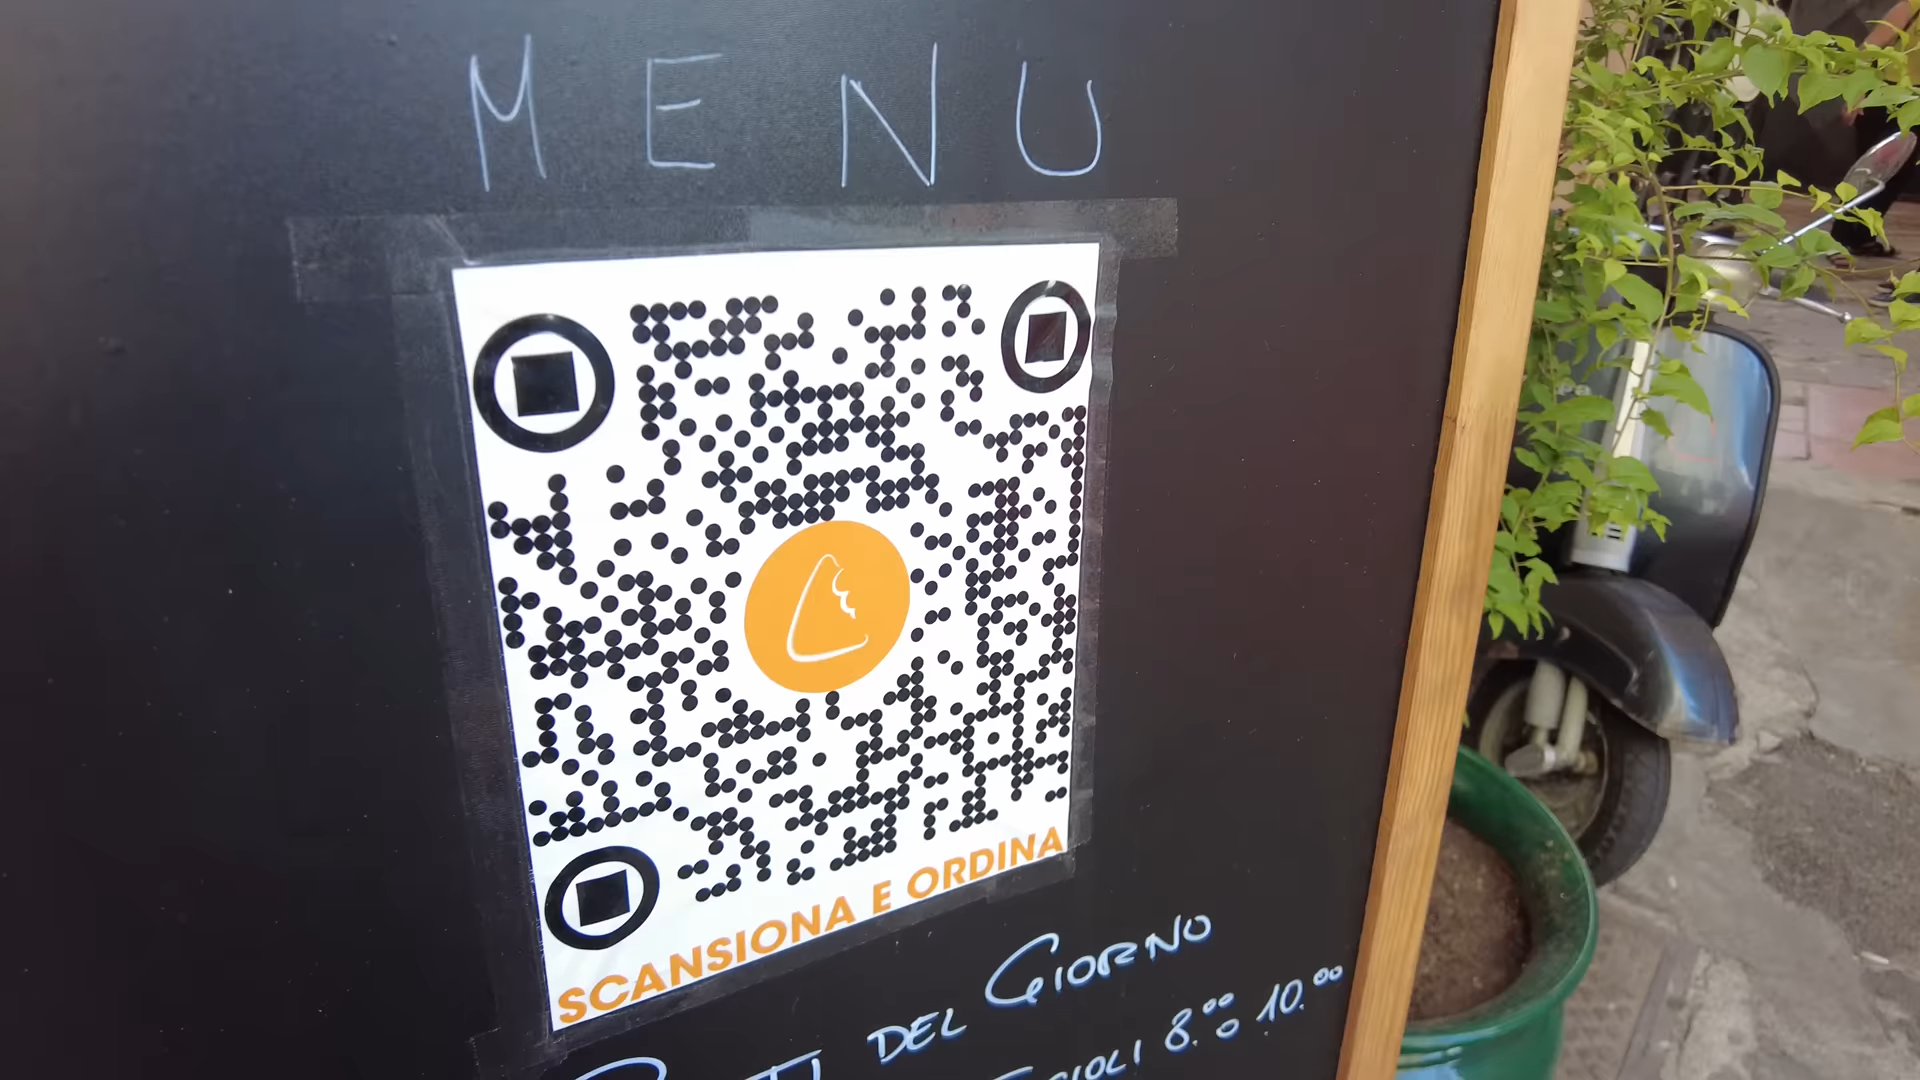 MENU
SCANSIONA E ORDINA
DEL GIORNO
8.00 10.00